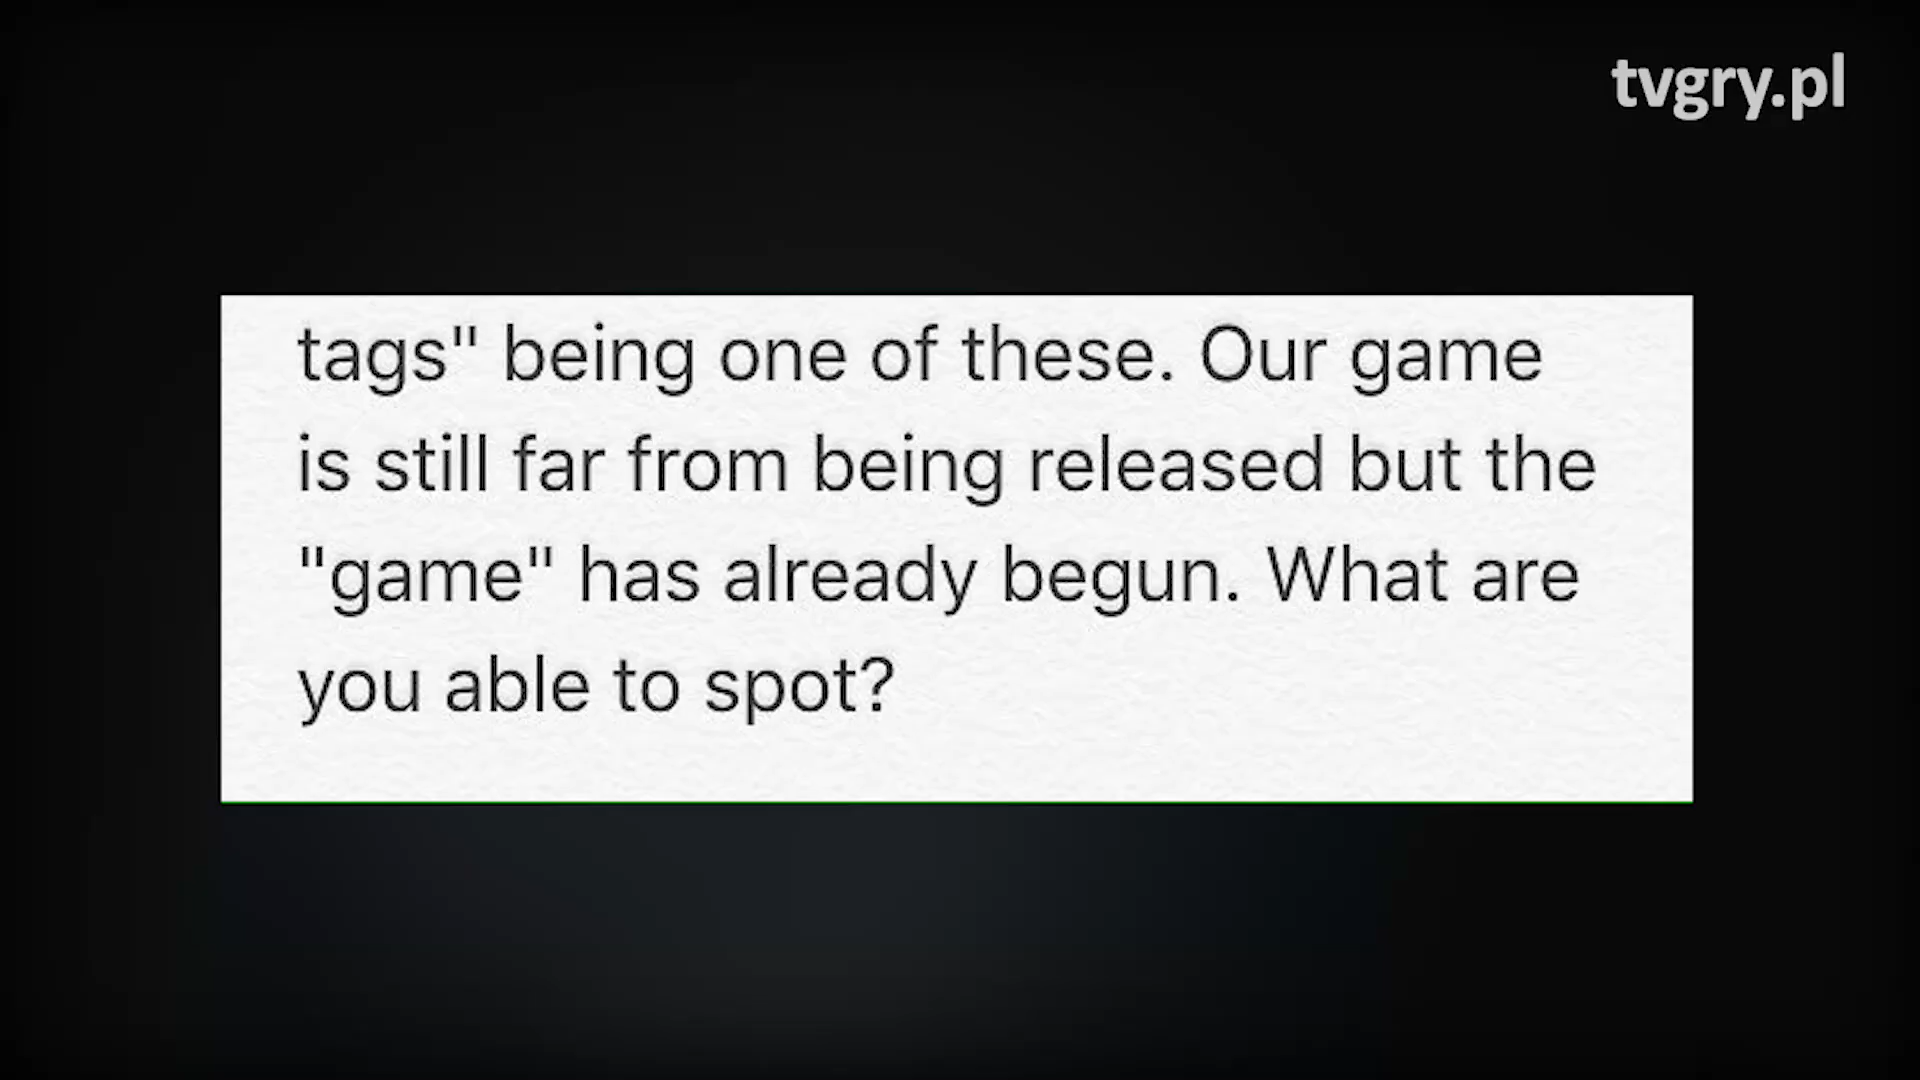 tvgry.pl
tags" being one of these. Our game
is still far from being released but the
"game" has already begun. What are
you able to spot?